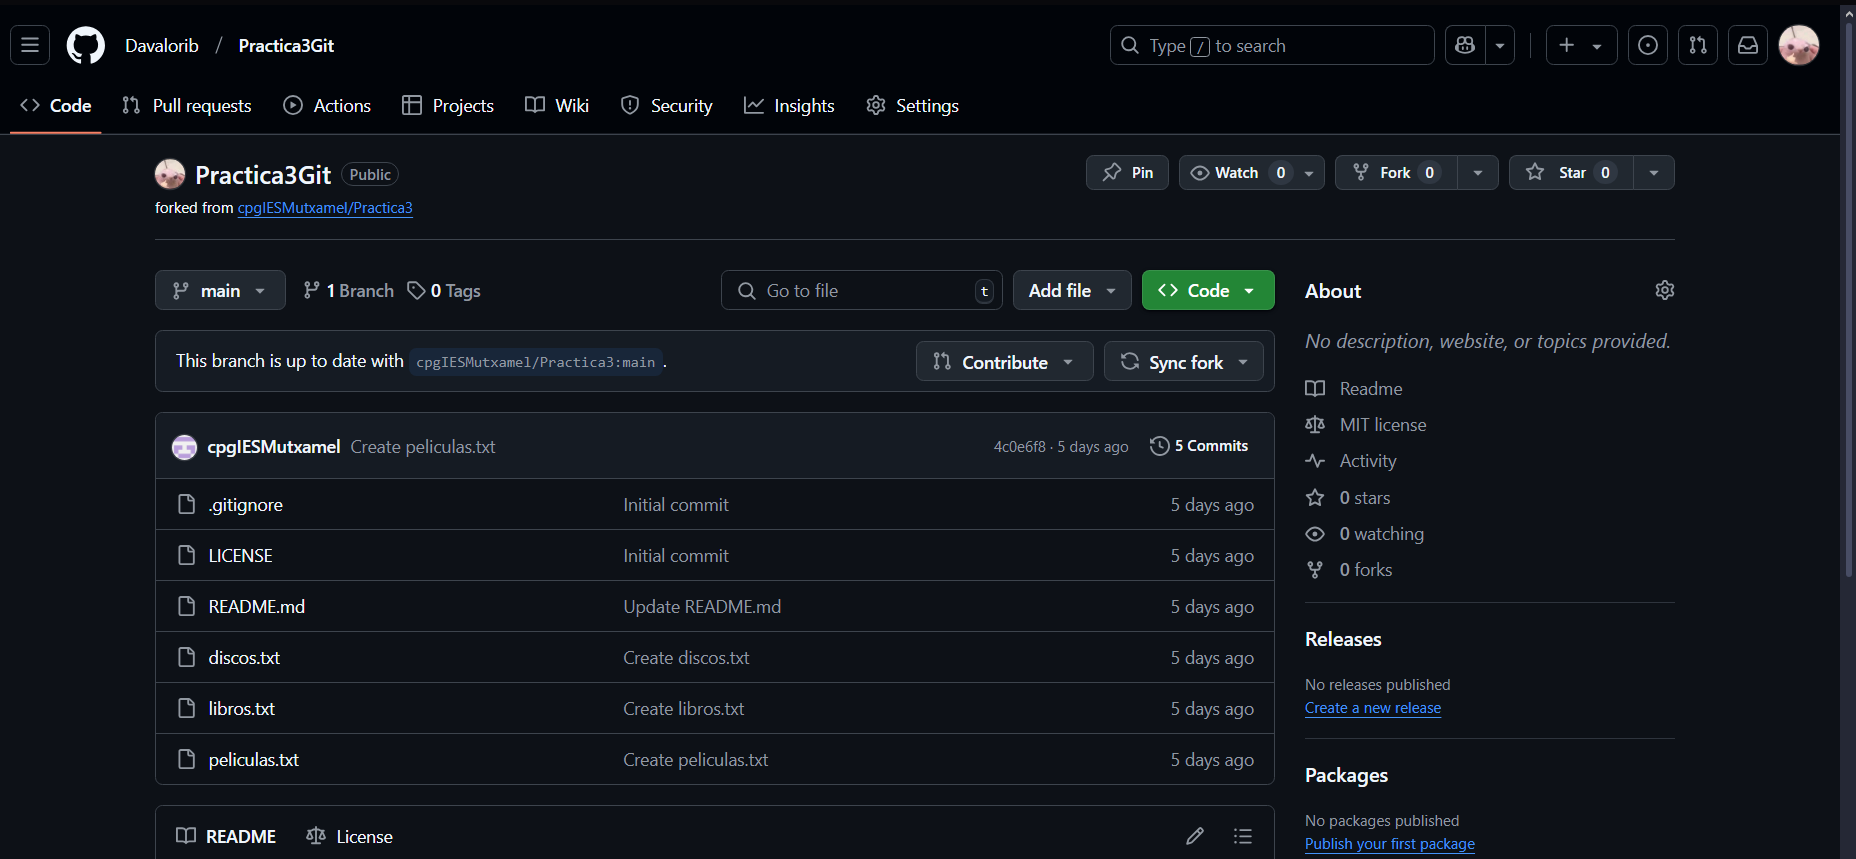 Davalorib / Practica3Git
Type / to search
Code Pull requests Actions Projects Wiki Security Insights Settings
Practica3Git Public
Pin Watch 0 Fork 0 Star 0
forked from cpgIESMutxamel/Practica3
main 1 Branch 0 Tags
Go to file t
Add file Code
This branch is up to date with cpgIESMutxamel/Practica3:main.
Contribute Sync fork
cpgIESMutxamel Create peliculas.txt 4c0e6f8 · 5 days ago 5 Commits
.gitignore Initial commit 5 days ago
LICENSE Initial commit 5 days ago
README.md Update README.md 5 days ago
discos.txt Create discos.txt 5 days ago
libros.txt Create libros.txt 5 days ago
peliculas.txt Create peliculas.txt 5 days ago
README License
About
No description, website, or topics provided.
Readme
MIT license
Activity
0 stars
0 watching
0 forks
Releases
No releases published
Create a new release
Packages
No packages published
Publish your first package